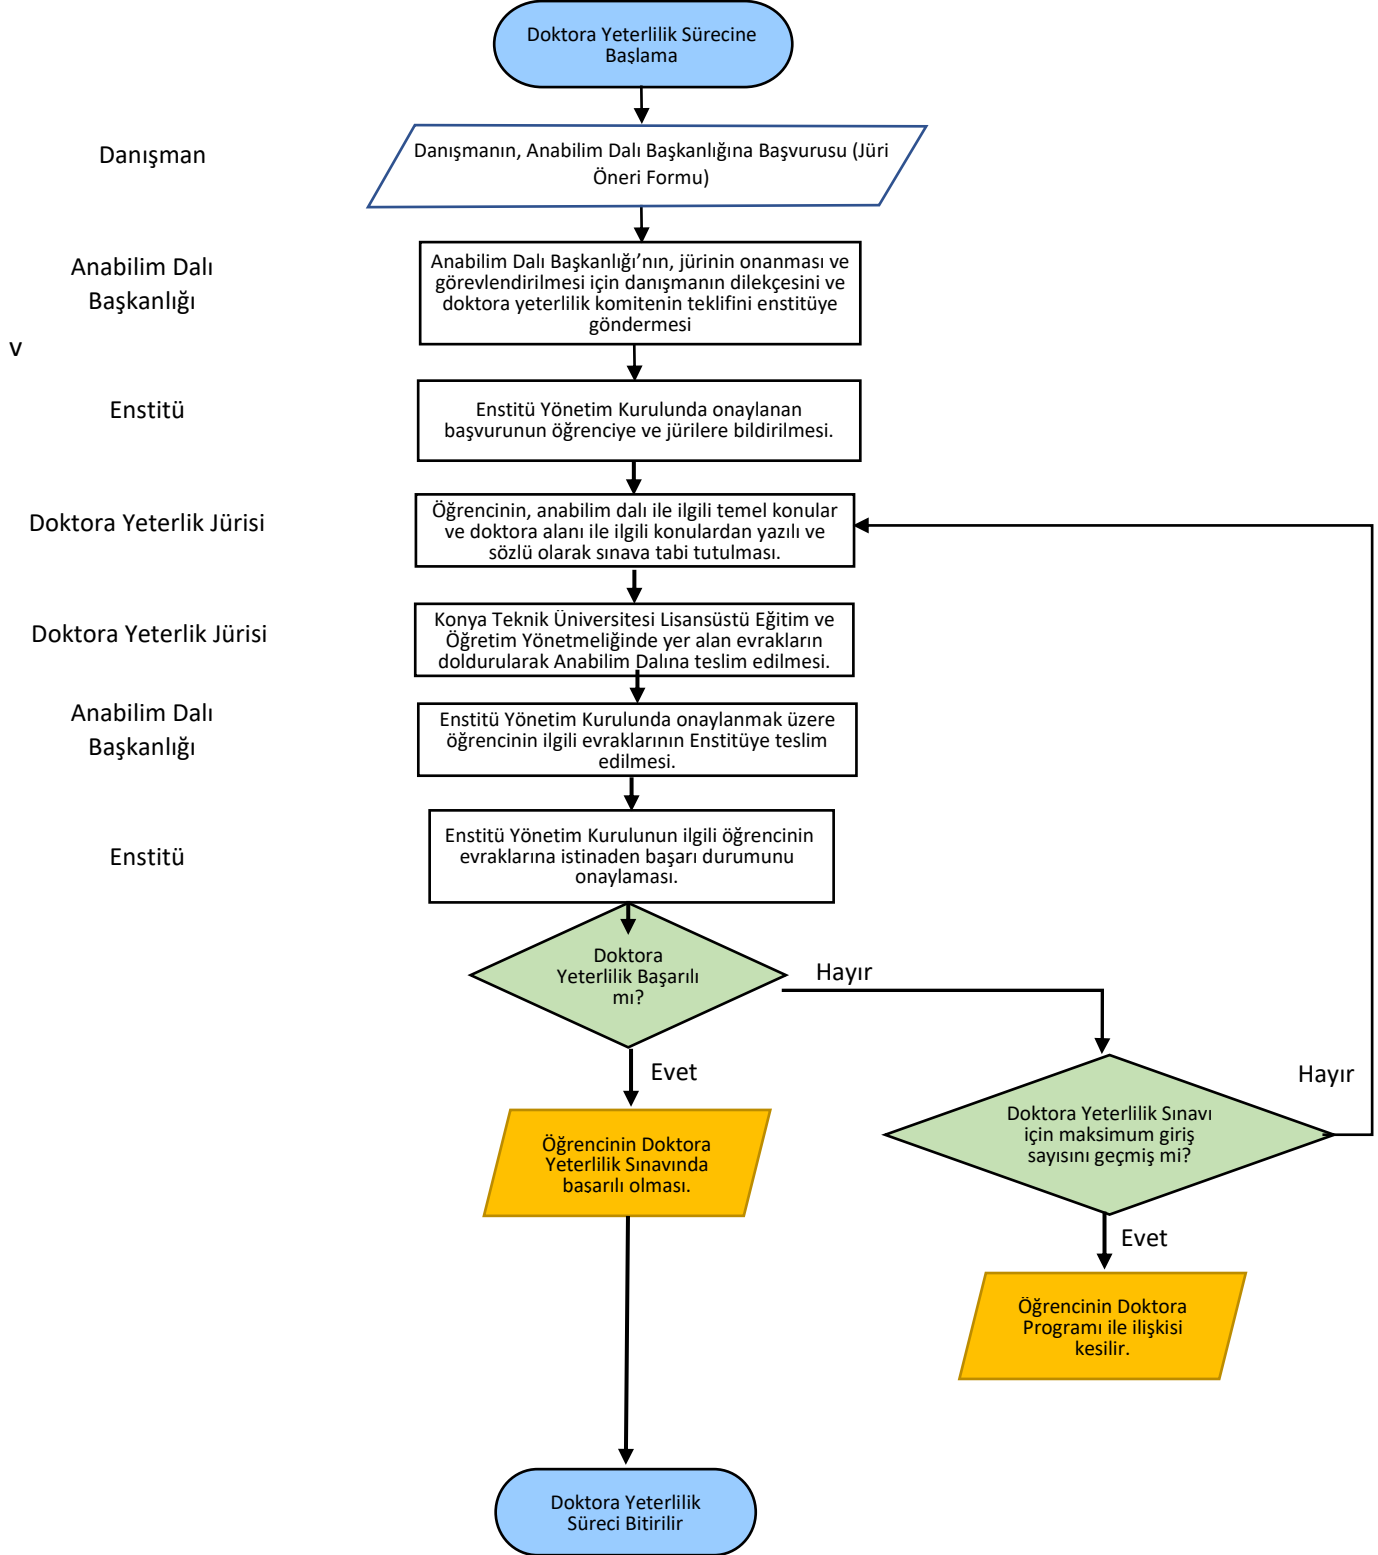 Doktora Yeterlilik Sürecine
Başlama
Danışman
Danışmanın, Anabilim Dalı Başkanlığına Başvurusu (Jüri
Öneri Formu)
Anabilim Dalı
Başkanlığı
Anabilim Dalı Başkanlığı’nın, jürinin onanması ve
görevlendirilmesi için danışmanın dilekçesini ve
doktora yeterlilik komitenin teklifini enstitüye
göndermesi
v
Enstitü
Enstitü Yönetim Kurulunda onaylanan
başvurunun öğrenciye ve jürilere bildirilmesi.
Doktora Yeterlik Jürisi
Öğrencinin, anabilim dalı ile ilgili temel konular
ve doktora alanı ile ilgili konulardan yazılı ve
sözlü olarak sınava tabi tutulması.
Doktora Yeterlik Jürisi
Konya Teknik Üniversitesi Lisansüstü Eğitim ve
Öğretim Yönetmeliğinde yer alan evrakların
doldurularak Anabilim Dalına teslim edilmesi.
Anabilim Dalı
Başkanlığı
Enstitü Yönetim Kurulunda onaylanmak üzere
öğrencinin ilgili evraklarının Enstitüye teslim
edilmesi.
Enstitü
Enstitü Yönetim Kurulunun ilgili öğrencinin
evraklarına istinaden başarı durumunu
onaylaması.
Doktora
Yeterlilik Başarılı
mı?
Hayır
Evet
Hayır
Doktora Yeterlilik Sınavı
için maksimum giriş
sayısını geçmiş mi?
Öğrencinin Doktora
Yeterlilik Sınavında
başarılı olması.
Evet
Öğrencinin Doktora
Programı ile ilişkisi
kesilir.
Doktora Yeterlilik
Süreci Bitirilir